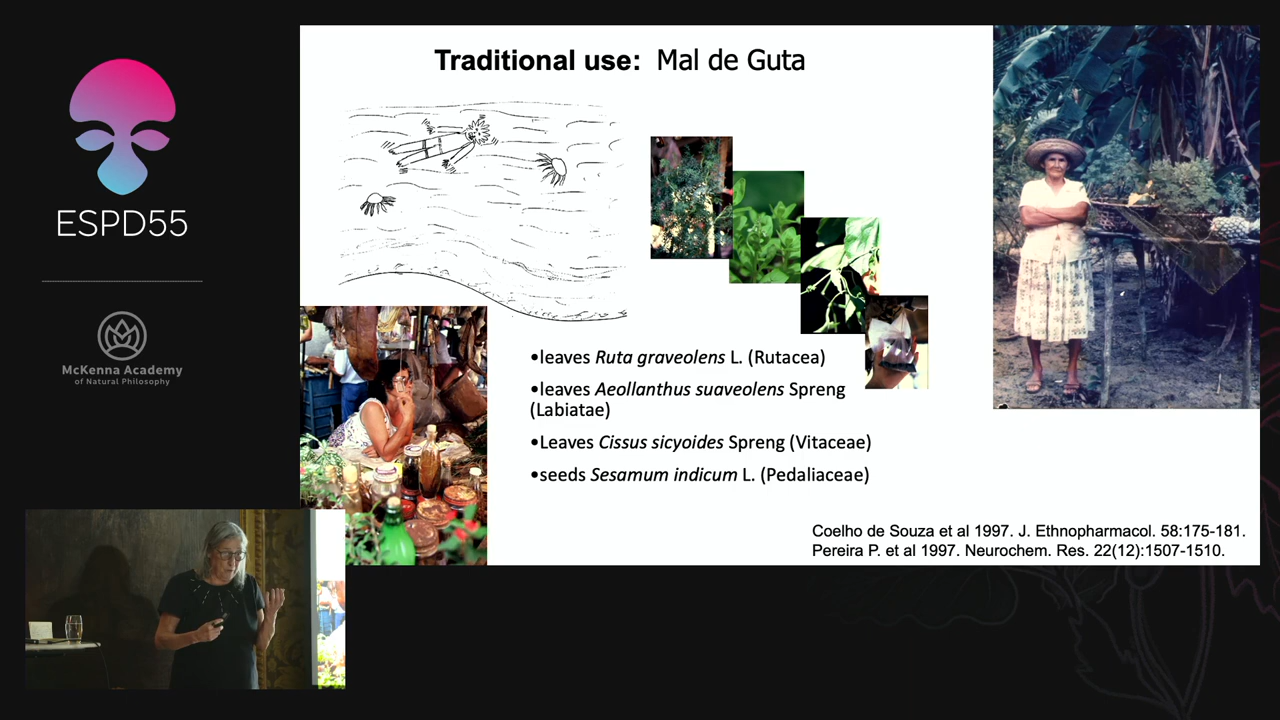 ESPD55
McKenna Academy
of Natural Philosophy
Traditional use: Mal de Guta
•leaves Ruta graveolens L. (Rutacea)
•leaves Aeollanthus suaveolens Spreng
(Labiatae)
•Leaves Cissus sicyoides Spreng (Vitaceae)
•seeds Sesamum indicum L. (Pedaliaceae)
Coelho de Souza et al 1997. J. Ethnopharmacol. 58:175-181.
Pereira P. et al 1997. Neurochem. Res. 22(12):1507-1510.